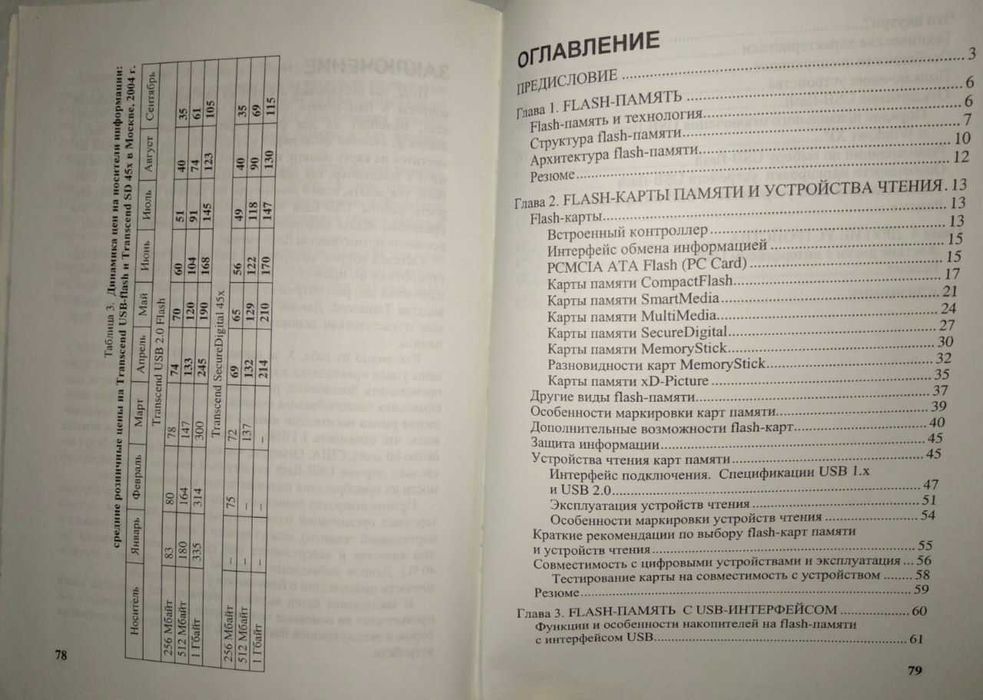 Таблица 3. Динамика цен на носители информации:
средние розничные цены на Transcend USB-flash и Transcend SD 45x в Москве, 2004 г.
Носитель Январь Февраль Март Апрель Май Июнь Июль Август Сентябрь
Transcend USB 2.0 Flash
256 Мбайт 83 80 78 74 70 60 51 40 35
512 Мбайт 180 164 147 133 120 104 91 74 61
1 Гбайт 335 314 300 245 190 168 145 123 105
Transcend SecureDigital 45x
256 Мбайт – 75 72 69 65 56 49 40 35
512 Мбайт – – 137 132 129 122 118 90 69
1 Гбайт – – – 214 210 170 147 130 115
78
ОГЛАВЛЕНИЕ
ПРЕДИСЛОВИЕ 3
Глава 1. FLASH-ПАМЯТЬ 6
Flash-память и технология 6
Структура flash-памяти 7
Архитектура flash-памяти 10
Резюме 12
Глава 2. FLASH-КАРТЫ ПАМЯТИ И УСТРОЙСТВА ЧТЕНИЯ. 13
Flash-карты 13
Встроенный контроллер 13
Интерфейс обмена информацией 15
PCMCIA ATA Flash (PC Card) 15
Карты памяти CompactFlash 17
Карты памяти SmartMedia 21
Карты памяти MultiMedia 24
Карты памяти SecureDigital 27
Карты памяти MemoryStick 30
Разновидности карт MemoryStick 32
Карты памяти xD-Picture 35
Другие виды flash-памяти 37
Особенности маркировки карт памяти 39
Дополнительные возможности flash-карт 40
Защита информации 45
Устройства чтения карт памяти 45
Интерфейс подключения. Спецификации USB 1.x
и USB 2.0 47
Эксплуатация устройств чтения 51
Особенности маркировки устройств чтения 54
Краткие рекомендации по выбору flash-карт памяти
и устройств чтения 55
Совместимость с цифровыми устройствами и эксплуатация ... 56
Тестирование карты на совместимость с устройством 58
Резюме 59
Глава 3. FLASH-ПАМЯТЬ С USB-ИНТЕРФЕЙСОМ 60
Функции и особенности накопителей на flash-памяти
с интерфейсом USB 61
79